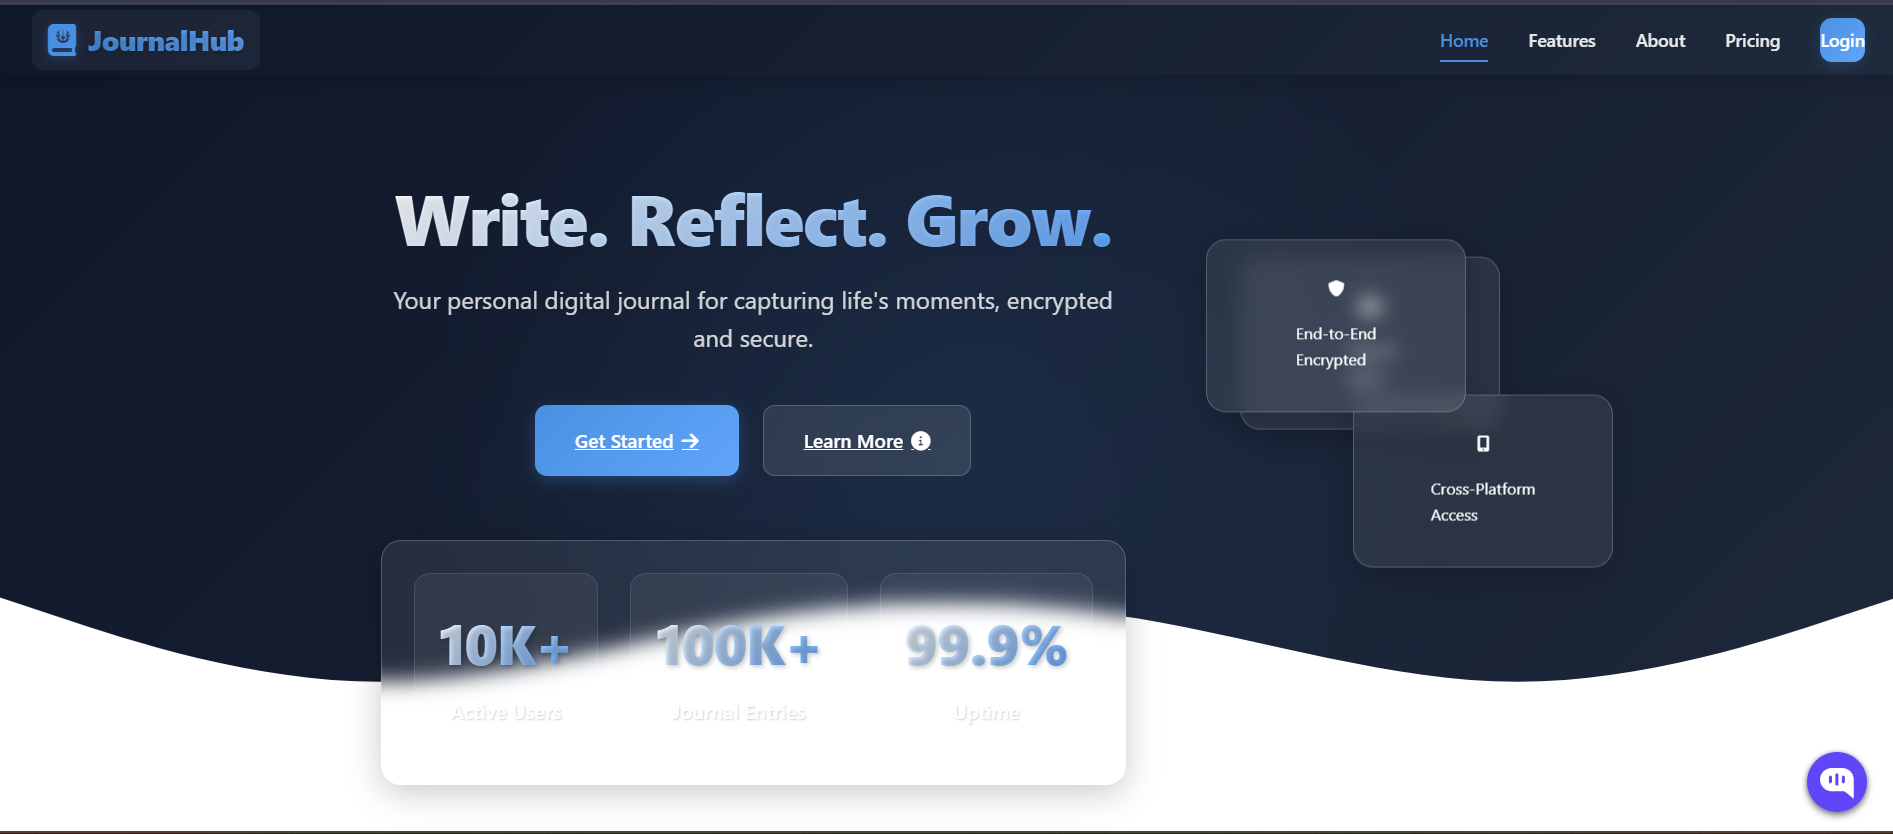 JournalHub
Home
Features
About
Pricing
Login
Write. Reflect. Grow.
Your personal digital journal for capturing life's moments, encrypted
and secure.
Get Started
Learn More
End-to-End
Encrypted
Cross-Platform
Access
10K+
100K+
99.9%
Active Users
Journal Entries
Uptime